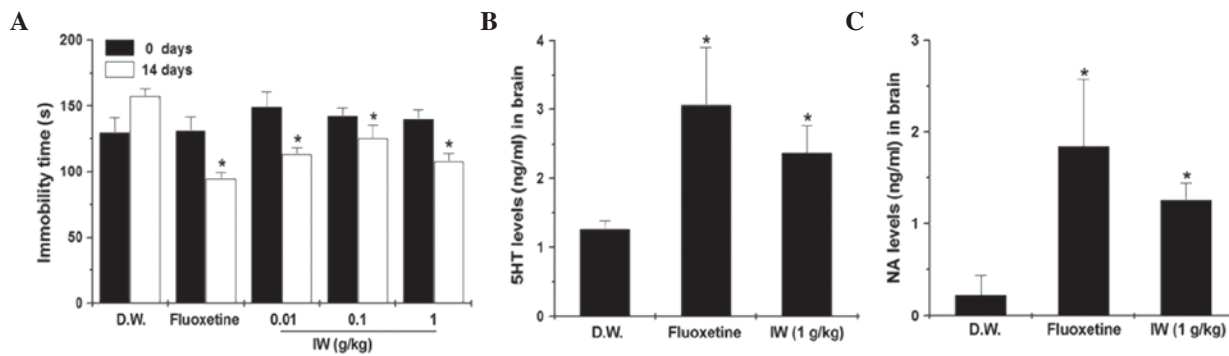 A
Immobility time (s)
200
150
100
50
0
0 days
14 days
*
*
*
*
D.W.
Fluoxetine
0.01
0.1
1
IW (g/kg)
B
5HT levels (ng/ml) in brain
4
3
2
1
0
*
*
D.W.
Fluoxetine
IW (1 g/kg)
C
NA levels (ng/ml) in brain
3
2
1
0
*
*
D.W.
Fluoxetine
IW (1 g/kg)